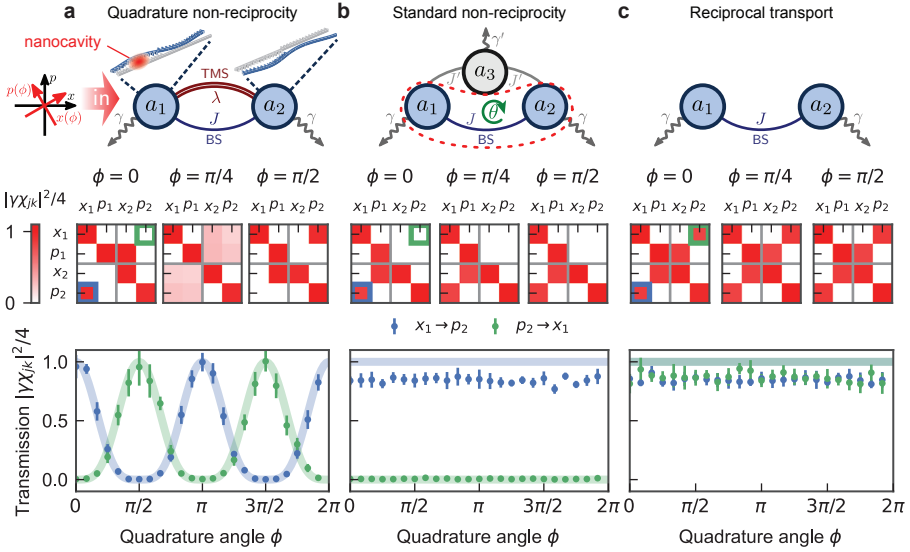 a Quadrature non-reciprocity
b Standard non-reciprocity
c Reciprocal transport
nanocavity
p
p(ϕ)
x
x(ϕ)
in
TMS
λ
a₁
a₂
J
BS
γ
γ
γ′
a₃
J′
J′
a₁
θ
a₂
J
BS
γ
γ
a₁
a₂
J
BS
γ
γ
|γχⱼₖ|²/4
1
0
ϕ = 0
ϕ = π/4
ϕ = π/2
x₁ p₁ x₂ p₂
x₁ p₁ x₂ p₂
x₁ p₁ x₂ p₂
x₁
p₁
x₂
p₂
ϕ = 0
ϕ = π/4
ϕ = π/2
x₁ p₁ x₂ p₂
x₁ p₁ x₂ p₂
x₁ p₁ x₂ p₂
ϕ = 0
ϕ = π/4
ϕ = π/2
x₁ p₁ x₂ p₂
x₁ p₁ x₂ p₂
x₁ p₁ x₂ p₂
x₁→p₂
p₂→x₁
Transmission |γχⱼₖ|²/4
1.0
0.5
0.0
0 π/2 π 3π/2 2π
0 π/2 π 3π/2 2π
0 π/2 π 3π/2 2π
Quadrature angle ϕ
Quadrature angle ϕ
Quadrature angle ϕ